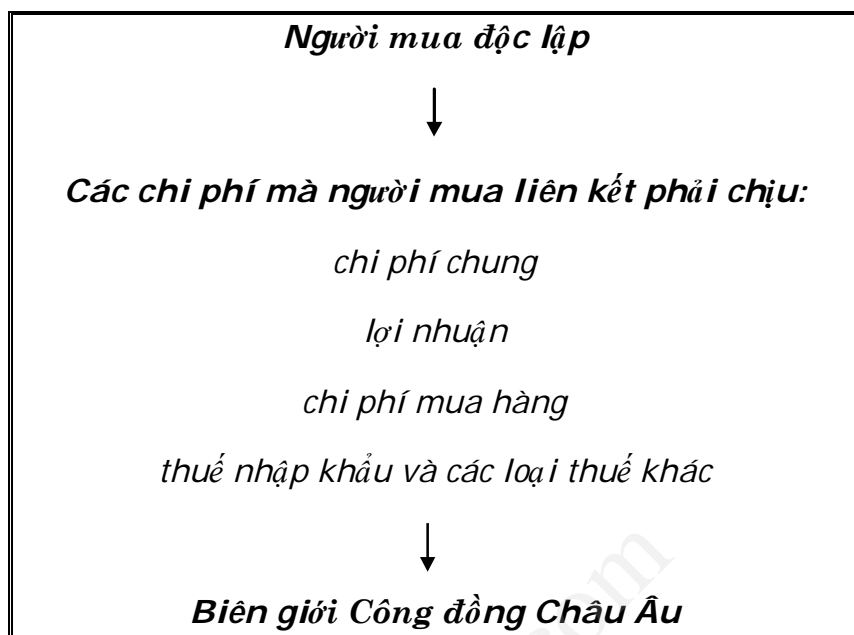 Người mua độc lập
Các chi phí mà người mua liên kết phải chịu:
chi phí chung
lợi nhuận
chi phí mua hàng
thuế nhập khẩu và các loại thuế khác
Biên giới Công đồng Châu Âu
com